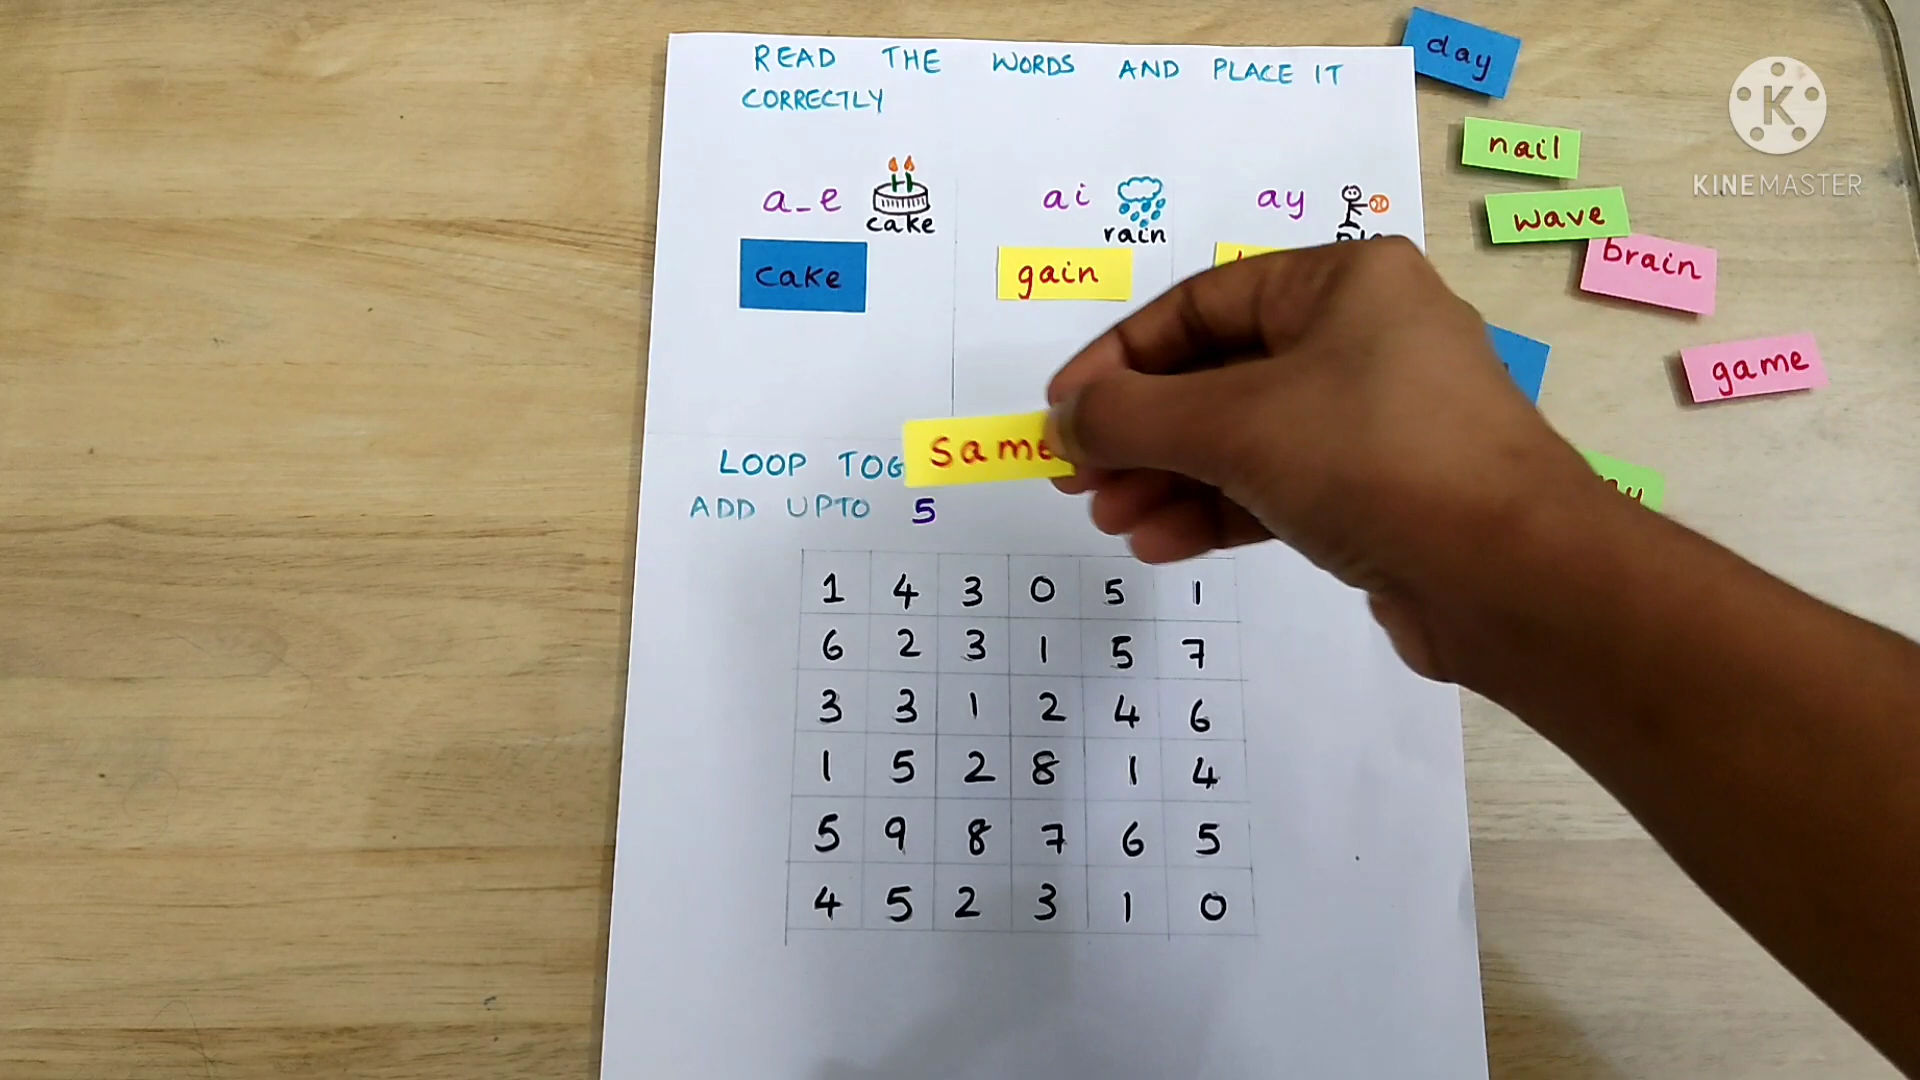 READ THE WORDS AND PLACE IT
CORRECTLY
a_e
cake
ai
rain
ay
cake
gain
same
day
nail
wave
brain
game
LOOP
ADD UPTO 5
1 4 3 0 5 1
6 2 3 1 5 7
3 3 1 2 4 6
1 5 2 8 1 4
5 9 8 7 6 5
4 5 2 3 1 0
K
KINEMASTER